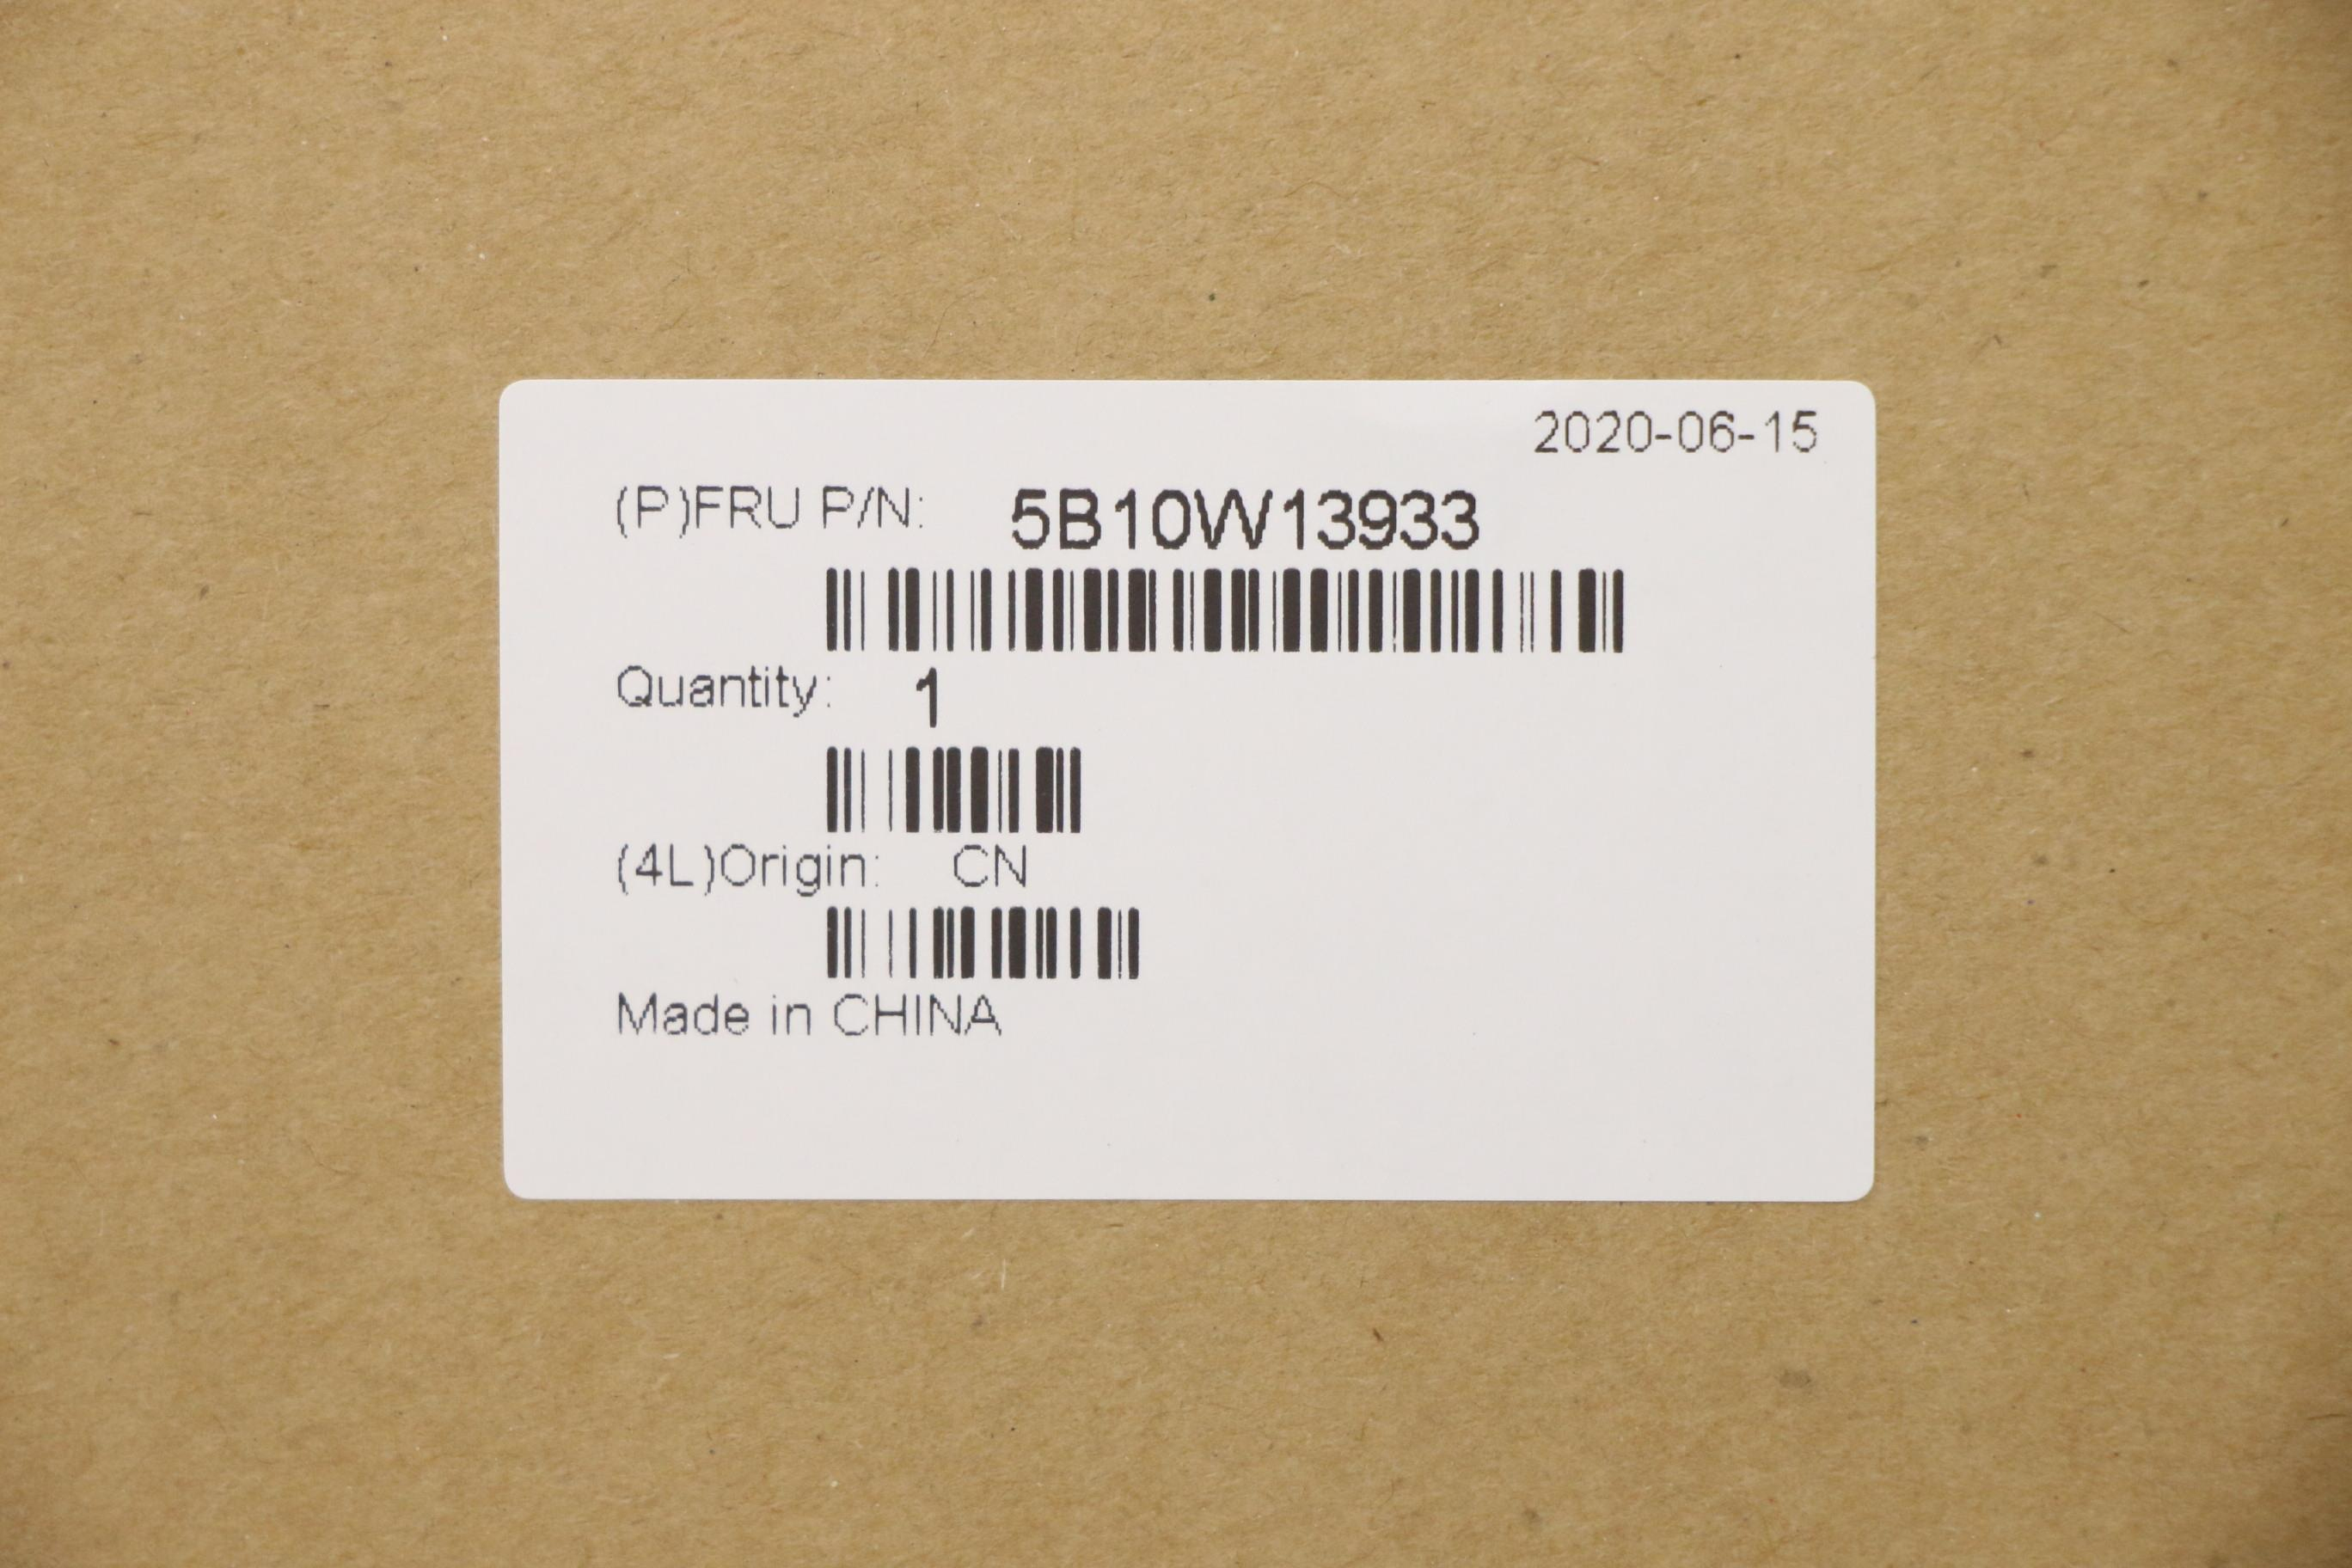 2020-06-15
(P)FRU P/N: 5B10W13933
Quantity: 1
(4L)Origin: CN
Made in CHINA